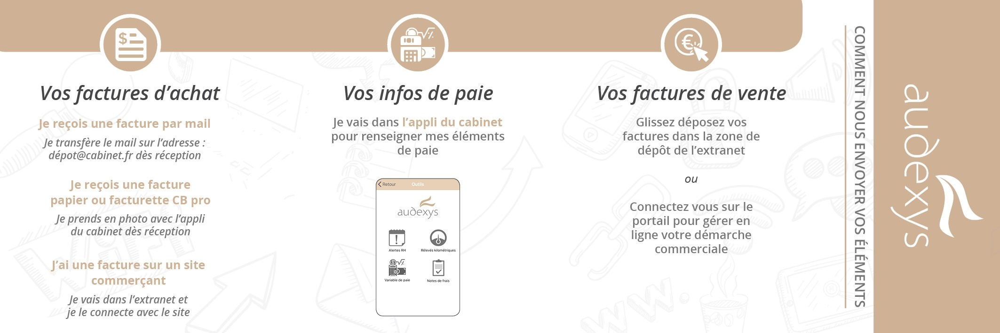 Vos factures d’achat
Je reçois une facture par mail
Je transfère le mail sur l’adresse :
dépot@cabinet.fr dès réception
Je reçois une facture
papier ou facturette CB pro
Je prends en photo avec l’appli
du cabinet dès réception
J’ai une facture sur un site
commerçant
Je vais dans l’extranet et
je le connecte avec le site
Vos infos de paie
Je vais dans l’appli du cabinet
pour renseigner mes éléments
de paie
Retour
Outils
audexys
Alertes RH
Rélevés kilométriques
Variable de paie
Notes de frais
Vos factures de vente
Glissez déposez vos
factures dans la zone de
dépôt de l’extranet
ou
Connectez vous sur le
portail pour gérer en
ligne votre démarche
commerciale
COMMENT NOUS ENVOYER VOS ÉLÉMENTS
audexys
WiFi
www.